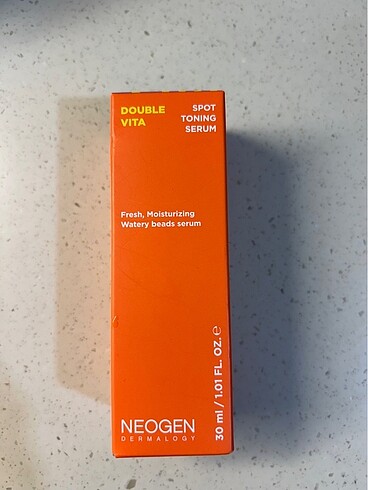 DOUBLE
VITA
SPOT
TONING
SERUM
Fresh, Moisturizing
Watery beads serum
30 ml / 1.01 FL. OZ. ℮
NEOGEN
DERMALOGY